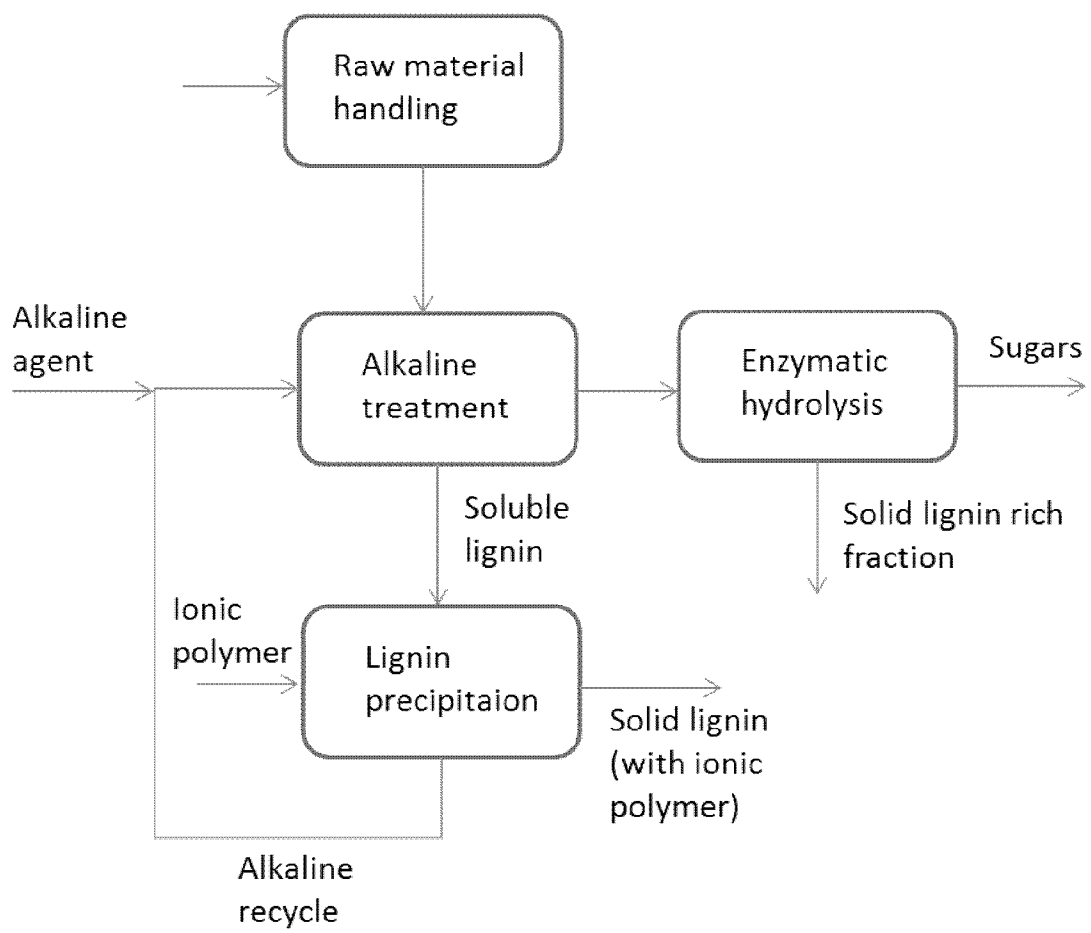 Raw material
handling
Alkaline
agent
Alkaline
treatment
Enzymatic
hydrolysis
Sugars
Soluble
lignin
Solid lignin rich
fraction
Ionic
polymer
Lignin
precipitaion
Solid lignin
(with ionic
polymer)
Alkaline
recycle